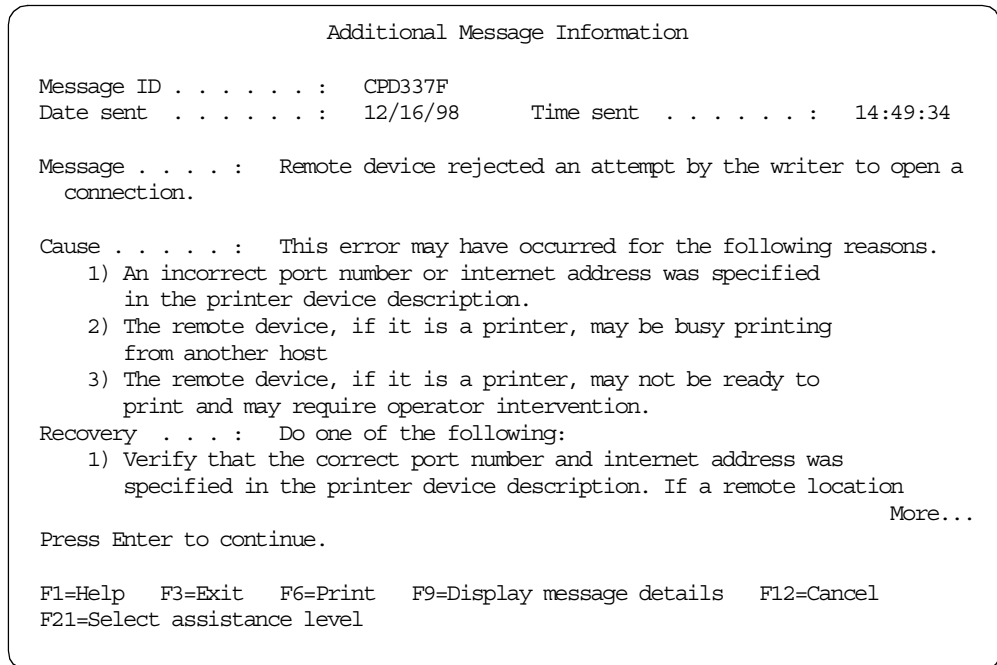 Additional Message Information
Message ID . . . . . . :   CPD337F
Date sent  . . . . . . :   12/16/98      Time sent  . . . . . . :   14:49:34
Message . . . . :   Remote device rejected an attempt by the writer to open a
connection.
Cause . . . . . :   This error may have occurred for the following reasons.
1) An incorrect port number or internet address was specified
in the printer device description.
2) The remote device, if it is a printer, may be busy printing
from another host
3) The remote device, if it is a printer, may not be ready to
print and may require operator intervention.
Recovery  . . . :   Do one of the following:
1) Verify that the correct port number and internet address was
specified in the printer device description. If a remote location
More...
Press Enter to continue.
F1=Help   F3=Exit   F6=Print   F9=Display message details   F12=Cancel
F21=Select assistance level